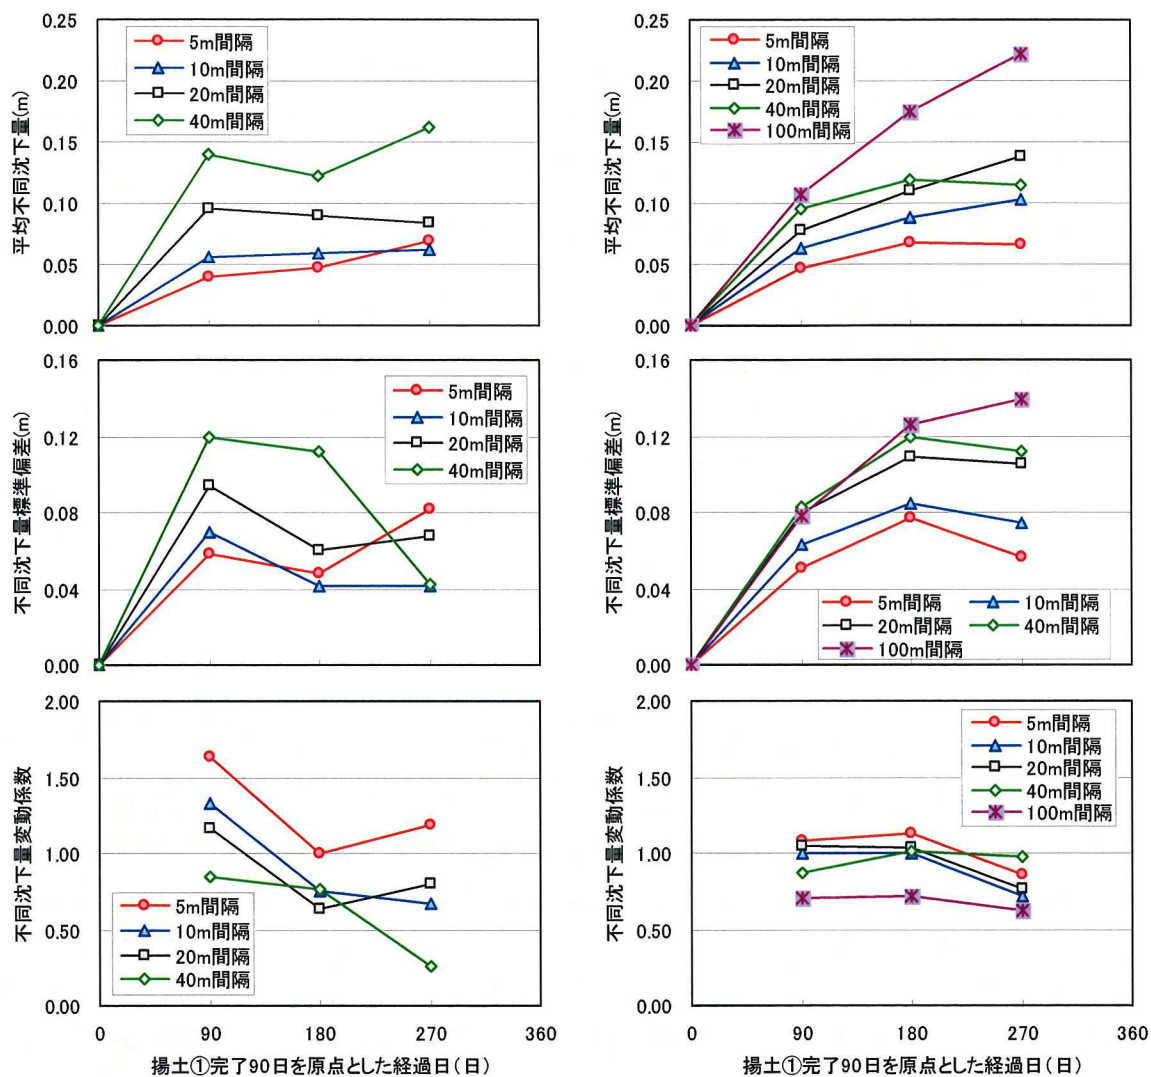 平均不同沈下量(m)
0.25
0.20
0.15
0.10
0.05
0.00
5m間隔
10m間隔
20m間隔
40m間隔
平均不同沈下量(m)
0.25
0.20
0.15
0.10
0.05
0.00
5m間隔
10m間隔
20m間隔
40m間隔
100m間隔
不同沈下量標準偏差(m)
0.16
0.12
0.08
0.04
0.00
5m間隔
10m間隔
20m間隔
40m間隔
不同沈下量標準偏差(m)
0.16
0.12
0.08
0.04
0.00
5m間隔 10m間隔
20m間隔 40m間隔
100m間隔
不同沈下量変動係数
2.00
1.50
1.00
0.50
0.00
5m間隔
10m間隔
20m間隔
40m間隔
0 90 180 270 360
揚土①完了90日を原点とした経過日(日)
不同沈下量変動係数
2.00
1.50
1.00
0.50
0.00
5m間隔
10m間隔
20m間隔
40m間隔
100m間隔
0 90 180 270 360
揚土①完了90日を原点とした経過日(日)